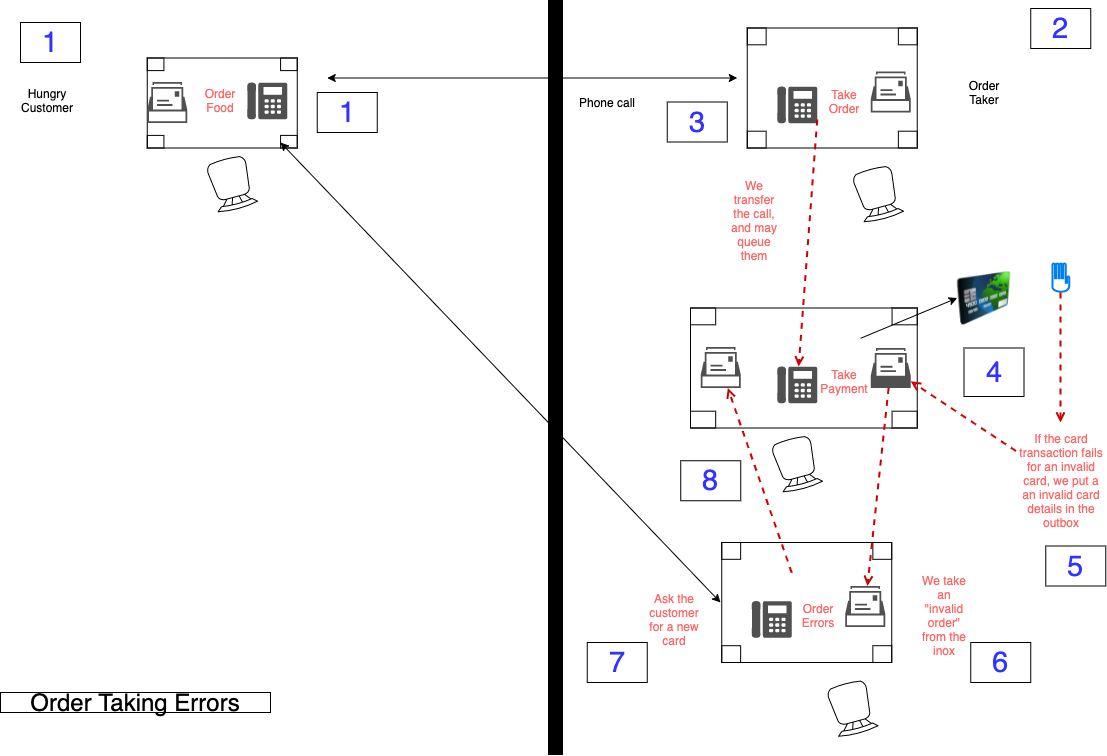 1
2
Hungry
Customer
Order
Food
1
Phone call
3
Take
Order
Order
Taker
We
transfer
the call,
and may
queue
them
Take
Payment
4
If the card
transaction fails
for an invalid
card, we put a
an invalid card
details in the
outbox
5
8
Ask the
customer
for a new
card
7
Order
Errors
We take
an
"invalid
order"
from the
inox
6
Order Taking Errors